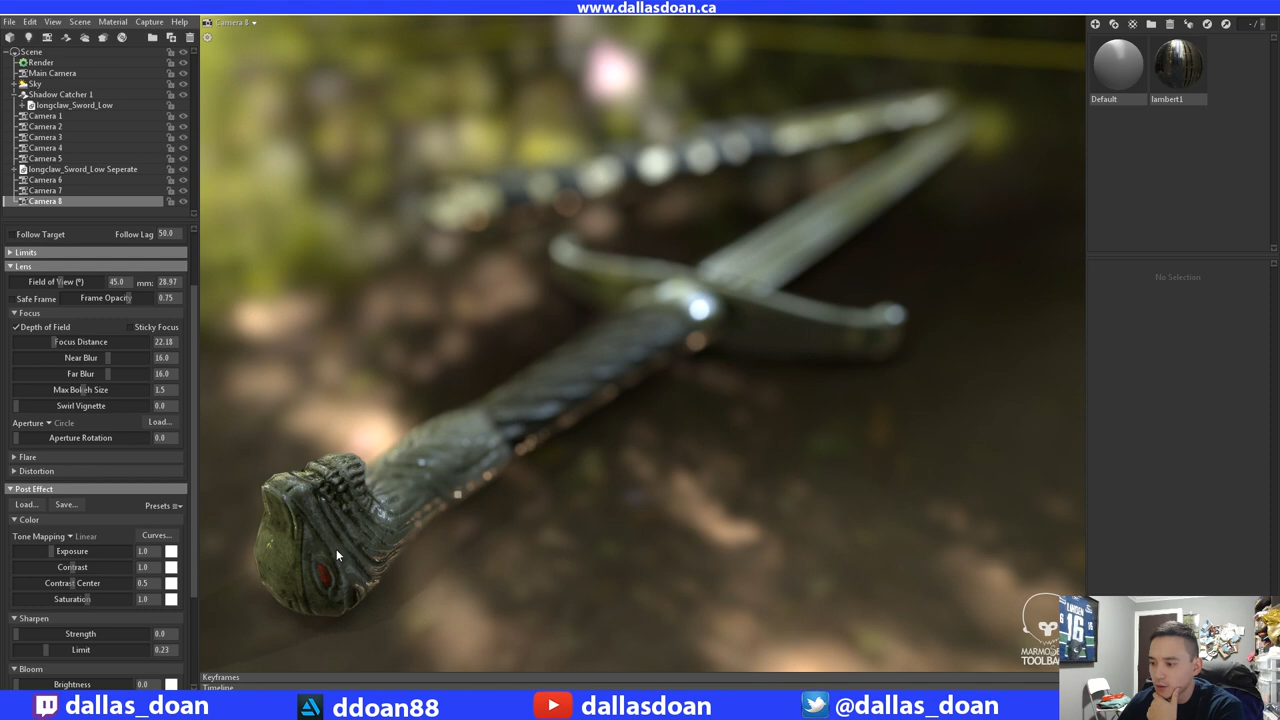 www.dallasdoan.ca
File Edit View Scene Material Capture Help
Camera 8
Scene
Render
Main Camera
Sky
Shadow Catcher 1
longclaw_Sword_Low
Camera 1
Camera 2
Camera 3
Camera 4
Camera 5
longclaw_Sword_Low Seperate
Camera 6
Camera 7
Camera 8
Follow Target Follow Lag 50.0
Limits
Lens
Field of View (°) 45.0 mm: 28.97
Safe Frame Frame Opacity 0.75
Focus
Depth of Field Sticky Focus
Focus Distance 22.18
Near Blur 16.0
Far Blur 16.0
Max Bokeh Size 1.5
Swirl Vignette 0.0
Aperture Circle Load...
Aperture Rotation 0.0
Flare
Distortion
Post Effect
Load... Save... Presets
Color
Tone Mapping Linear Curves...
Exposure 1.0
Contrast 1.0
Contrast Center 0.5
Saturation 1.0
Sharpen
Strength 0.0
Limit 0.23
Bloom
Brightness 0.0
Default lambert1
No Selection
MARMOSE
TOOLBA
Keyframes
Timeline
LINDEN
16
dallas_doan ddoan88 dallasdoan @dallas_doan